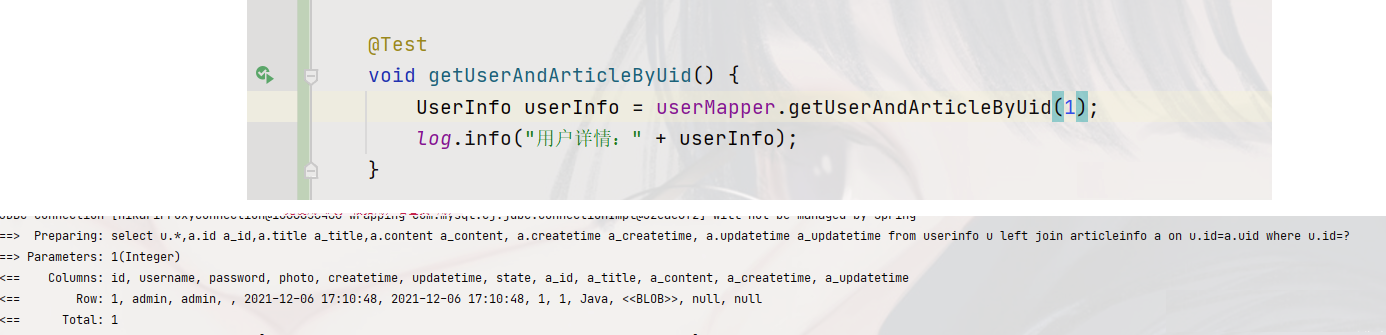 @Test
void getUserAndArticleByUid() {
UserInfo userInfo = userMapper.getUserAndArticleByUid(1);
log.info("用户详情：" + userInfo);
}
will not be managed by Spring
==>  Preparing: select u.*,a.id a_id,a.title a_title,a.content a_content, a.createtime a_createtime, a.updatetime a_updatetime from userinfo u left join articleinfo a on u.id=a.uid where u.id=?
==> Parameters: 1(Integer)
<==    Columns: id, username, password, photo, createtime, updatetime, state, a_id, a_title, a_content, a_createtime, a_updatetime
<==        Row: 1, admin, admin, , 2021-12-06 17:10:48, 2021-12-06 17:10:48, 1, 1, Java, <<BLOB>>, null, null
<==      Total: 1